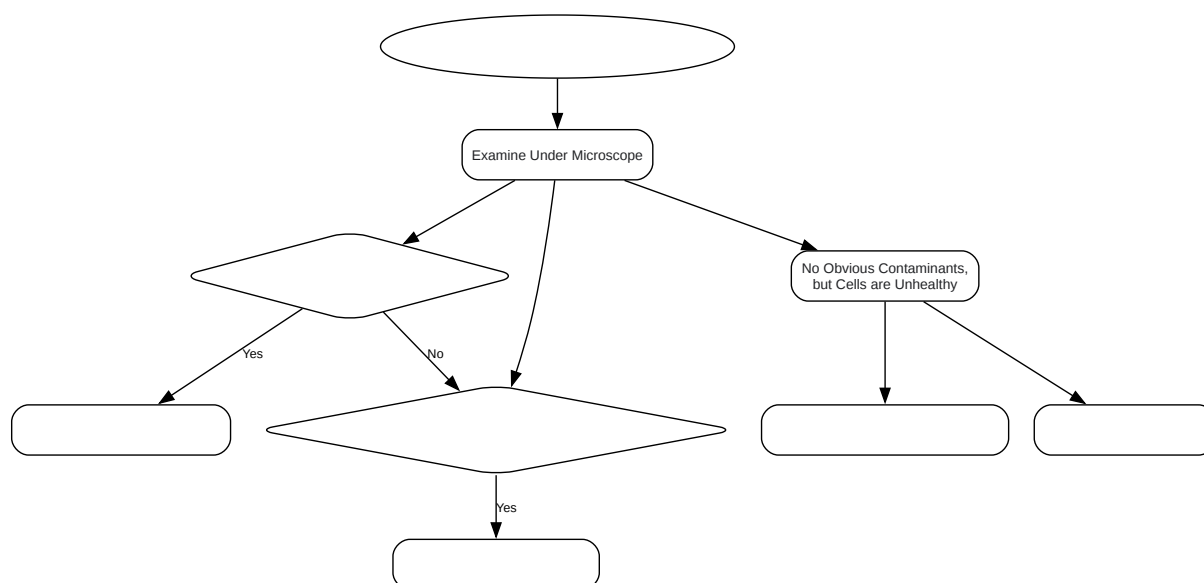 Examine Under Microscope
No Obvious Contaminants,
but Cells are Unhealthy
Yes
No
Yes